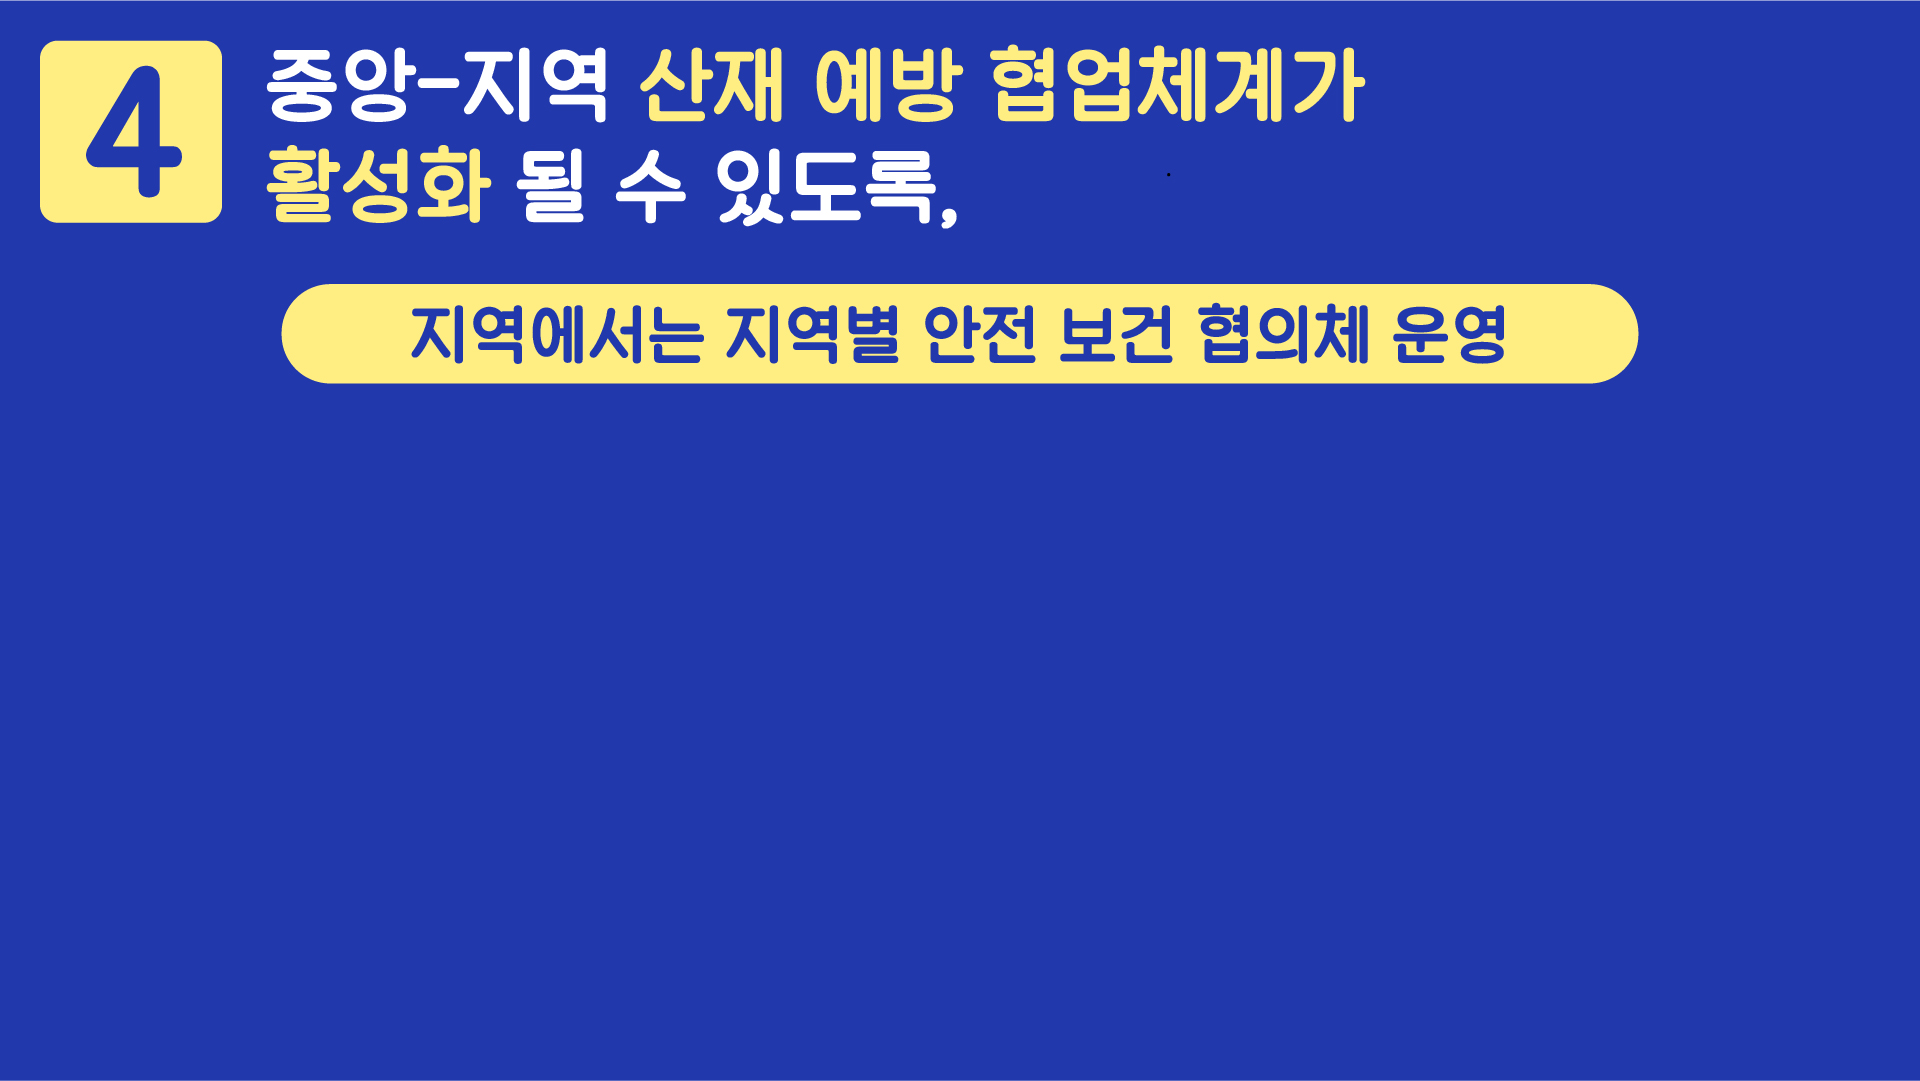 4
중앙-지역 산재 예방 협업체계가
활성화 될 수 있도록,
지역에서는 지역별 안전 보건 협의체 운영